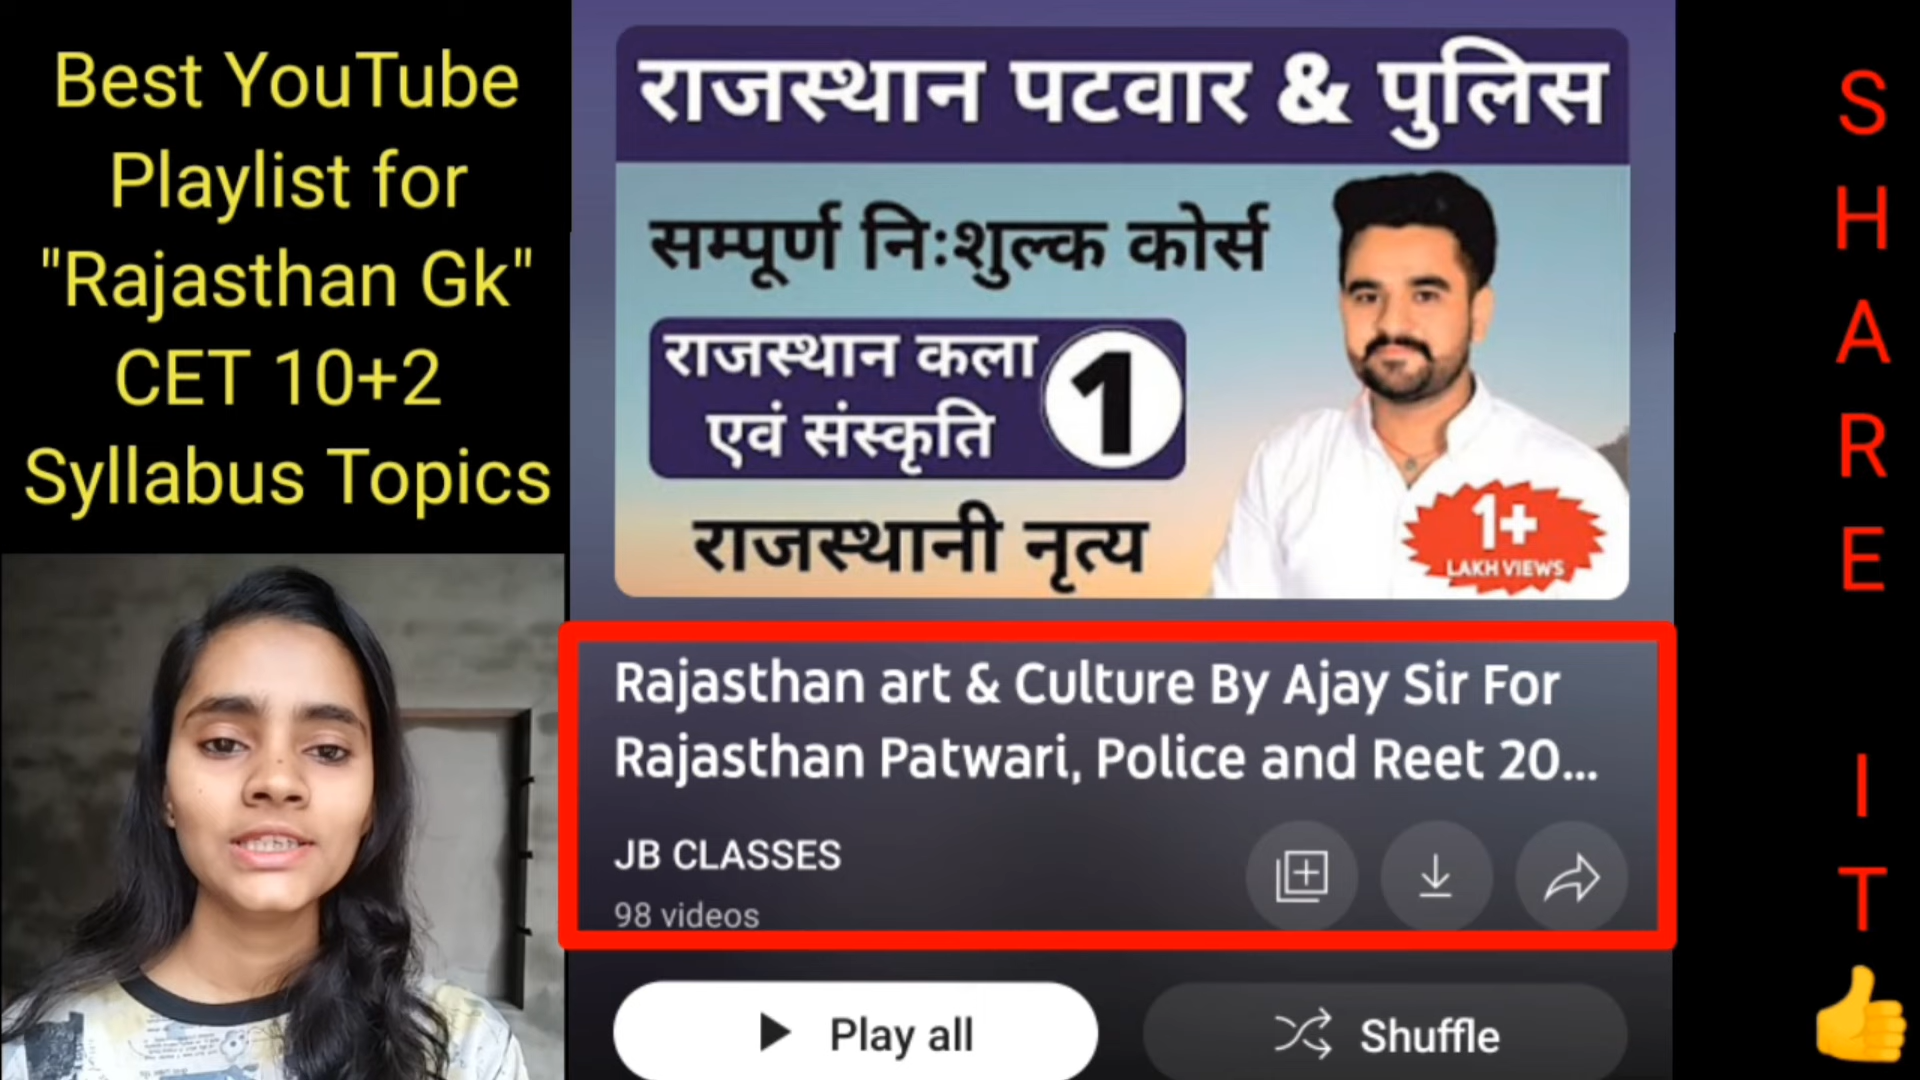 Best YouTube
Playlist for
"Rajasthan Gk"
CET 10+2
Syllabus Topics
राजस्थान पटवार & पुलिस
सम्पूर्ण निःशुल्क कोर्स
राजस्थान कला
एवं संस्कृति
1
राजस्थानी नृत्य
1+
LAKH VIEWS
Rajasthan art & Culture By Ajay Sir For
Rajasthan Patwari, Police and Reet 20...
JB CLASSES
98 videos
Play all
Shuffle
SHARE IT